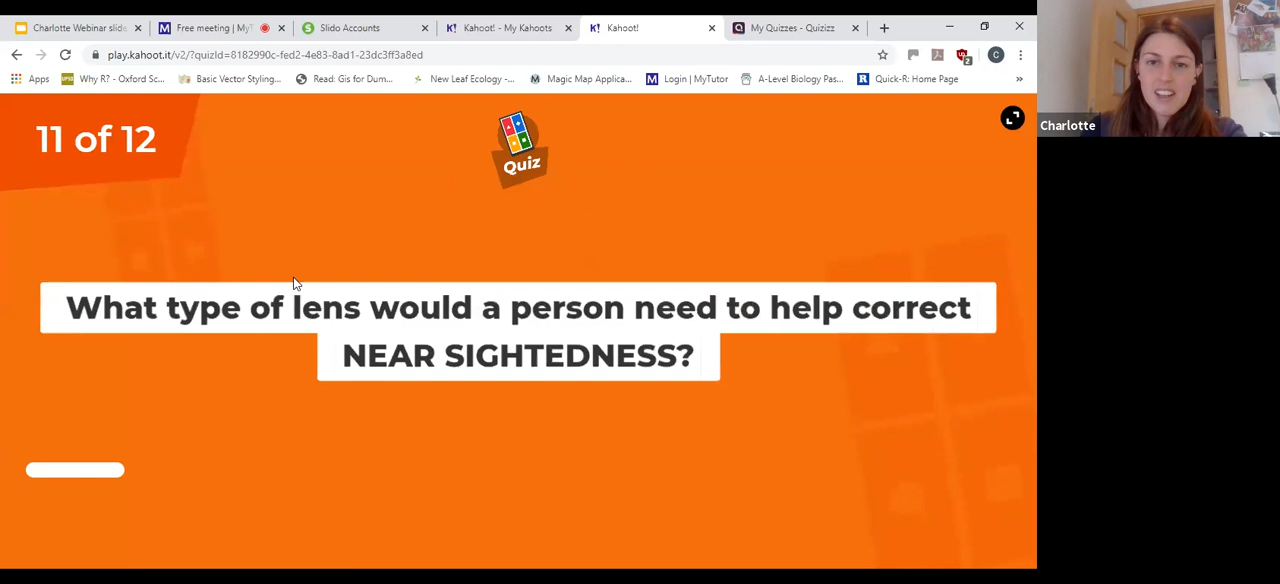 Charlotte Webinar slide
Free meeting | MyT
Slido Accounts
K! Kahoot! - My Kahoots
K! Kahoot!
My Quizzes - Quizizz
play.kahoot.it/v2/?quizId=8182990c-fed2-4e83-8ad1-23dc3ff3a8ed
2
C
Apps
Why R? - Oxford Sc...
Basic Vector Styling...
Read: Gis for Dum...
New Leaf Ecology -...
Magic Map Applica...
Login | MyTutor
A-Level Biology Pas...
Quick-R: Home Page
»
11 of 12
Quiz
Charlotte
What type of lens would a person need to help correct
NEAR SIGHTEDNESS?